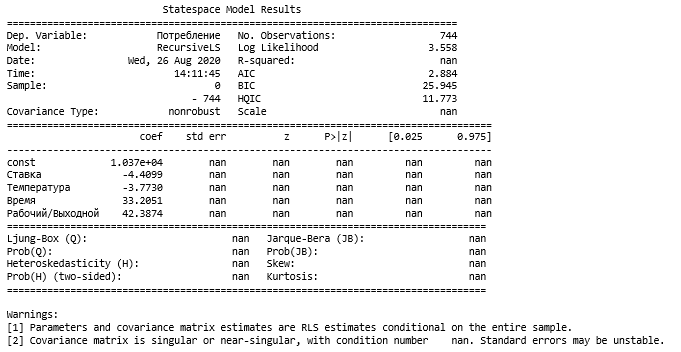 Statespace Model Results
==============================================================================
Dep. Variable: Потребление No. Observations: 744
Model: RecursiveLS Log Likelihood 3.558
Date: Wed, 26 Aug 2020 R-squared: nan
Time: 14:11:45 AIC 2.884
Sample: 0 BIC 25.945
- 744 HQIC 11.773
Covariance Type: nonrobust Scale nan
==============================================================================
coef std err z P>|z| [0.025 0.975]
------------------------------------------------------------------------------
const 1.037e+04 nan nan nan nan nan
Ставка -4.4099 nan nan nan nan nan
Температура -3.7730 nan nan nan nan nan
Время 33.2051 nan nan nan nan nan
Рабочий/Выходной 42.3874 nan nan nan nan nan
==============================================================================
Ljung-Box (Q): nan Jarque-Bera (JB): nan
Prob(Q): nan Prob(JB): nan
Heteroskedasticity (H): nan Skew: nan
Prob(H) (two-sided): nan Kurtosis: nan
==============================================================================
Warnings:
[1] Parameters and covariance matrix estimates are RLS estimates conditional on the entire sample.
[2] Covariance matrix is singular or near-singular, with condition number nan. Standard errors may be unstable.